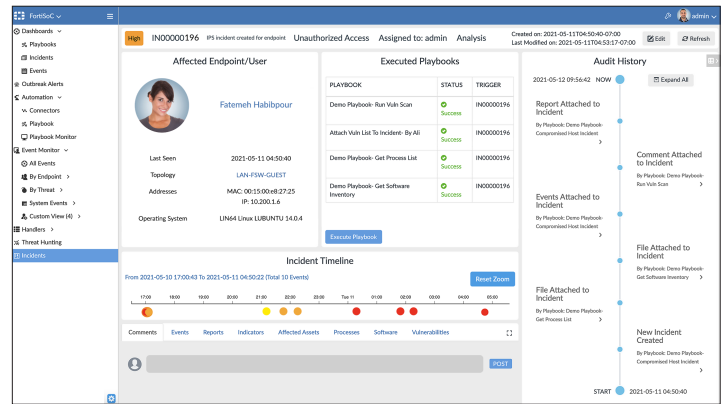 FortiSoC
admin
Dashboards
Playbooks
Incidents
Events
Outbreak Alerts
Automation
Connectors
Playbook
Playbook Monitor
Event Monitor
All Events
By Endpoint
By Threat
System Events
Custom View (4)
Handlers
Threat Hunting
Incidents
High IN00000196 IPS incident created for endpoint Unauthorized Access Assigned to: admin Analysis
Created on: 2021-05-11T04:50:40-07:00
Last Modified on: 2021-05-11T04:53:17-07:00
Edit
Refresh
Affected Endpoint/User
Fatemeh Habibpour
Last Seen 2021-05-11 04:50:40
Topology LAN-FSW-GUEST
Addresses MAC: 00:15:00:e8:27:25
IP: 10.200.1.6
Operating System LIN64 Linux LUBUNTU 14.0.4
Executed Playbooks
PLAYBOOK STATUS TRIGGER
Demo Playbook- Run Vuln Scan Success IN00000196
Attach Vuln List To Incident- By Ali Success IN00000196
Demo Playbook- Get Process List Success IN00000196
Demo Playbook- Get Software
Inventory Success IN00000196
Execute Playbook
Incident Timeline
From 2021-05-10 17:00:43 To 2021-05-11 04:50:22 (Total 10 Events)
Reset Zoom
17:00 18:00 19:00 20:00 21:00 22:00 23:00 Tue 11 01:00 02:00 03:00 04:00 05:00
Comments Events Reports Indicators Affected Assets Processes Software Vulnerabilities
POST
Audit History
2021-05-12 09:56:42 NOW
Expand All
Report Attached to
Incident
By Playbook: Demo Playbook-
Compromised Host Incident
Comment Attached
to Incident
By Playbook: Demo Playbook-
Run Vuln Scan
Events Attached to
Incident
By Playbook: Demo Playbook-
Compromised Host Incident
File Attached to
Incident
By Playbook: Demo Playbook-
Get Software Inventory
File Attached to
Incident
By Playbook: Demo Playbook-
Get Process List
New Incident
Created
By Playbook: Demo Playbook-
Compromised Host Incident
START 2021-05-11 04:50:40